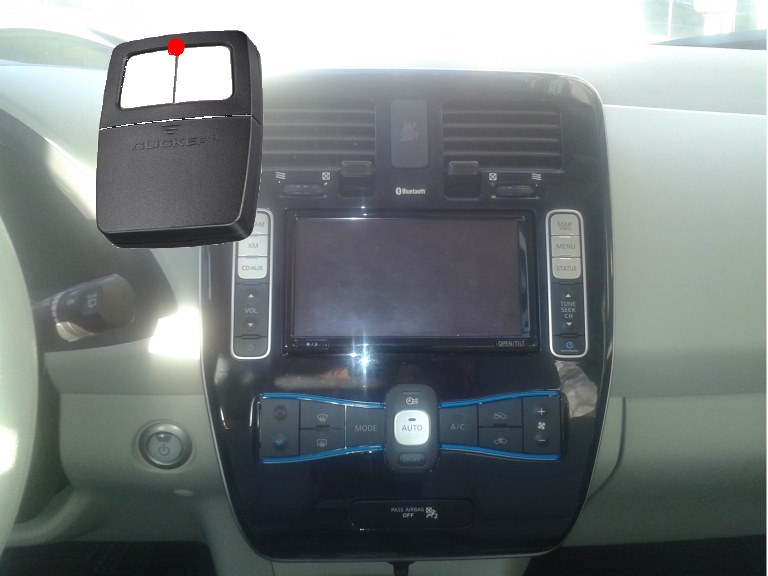 CLICKER
Bluetooth
XM
CD·AUX
VOL
MAP
MENU
STATUS
TUNE
SEEK
CH
OPEN/TILT
MODE
AUTO
A/C
PASS AIRBAG
OFF